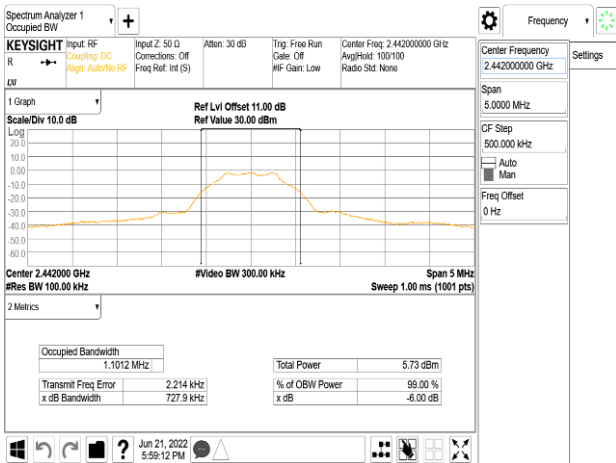 Spectrum Analyzer 1
Occupied BW
KEYSIGHT
R
Input: RF
Coupling: DC
Align: Auto/No RF
Input Z: 50 Ω
Corrections: Off
Freq Ref: Int (S)
Atten: 30 dB
Trig: Free Run
Gate: Off
#IF Gain: Low
Center Freq: 2.442000000 GHz
Avg|Hold: 100/100
Radio Std: None
1 Graph
Scale/Div 10.0 dB
Ref Lvl Offset 11.00 dB
Ref Value 30.00 dBm
Log
20.0
10.0
0.00
-10.0
-20.0
-30.0
-40.0
-50.0
-60.0
Center 2.442000 GHz
#Res BW 100.00 kHz
#Video BW 300.00 kHz
Span 5 MHz
Sweep 1.00 ms (1001 pts)
2 Metrics
Occupied Bandwidth
1.1012 MHz
Transmit Freq Error 2.214 kHz
x dB Bandwidth 727.9 kHz
Total Power 5.73 dBm
% of OBW Power 99.00 %
x dB -6.00 dB
Jun 21, 2022
5:59:12 PM
Frequency
Center Frequency
2.442000000 GHz
Span
5.0000 MHz
CF Step
500.000 kHz
Auto
Man
Freq Offset
0 Hz
Settings